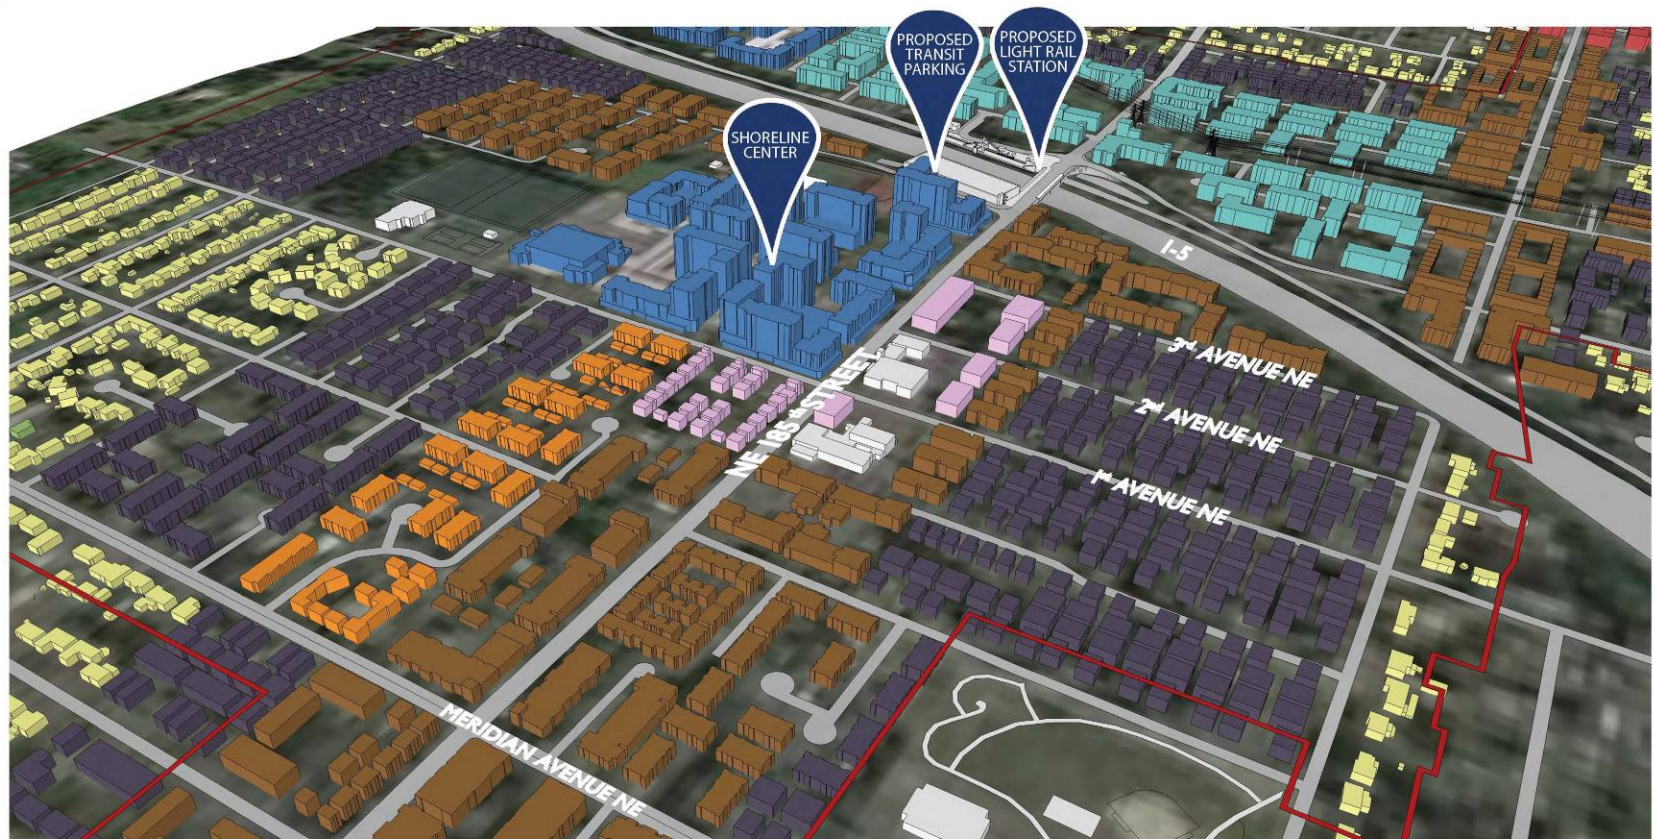 PROPOSED
TRANSIT
PARKING
PROPOSED
LIGHT RAIL
STATION
SHORELINE
CENTER
I-5
3rd AVENUE NE
2nd AVENUE NE
1st AVENUE NE
NE 185th STREET
MERIDIAN AVENUE NE